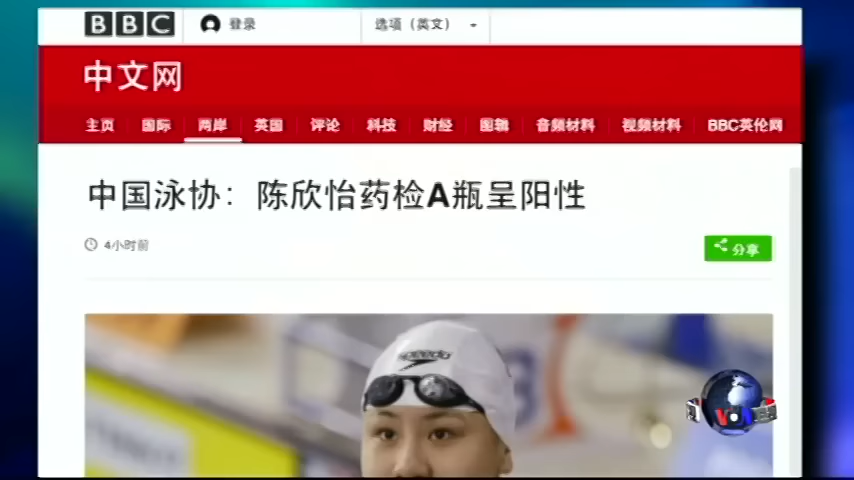 BBC 登录 选项（英文）
中文网
主页 国际 两岸 英国 评论 科技 财经 图辑 音频材料 视频材料 BBC英伦网
中国泳协：陈欣怡药检A瓶呈阳性
4小时前
分享
speedo
VOA